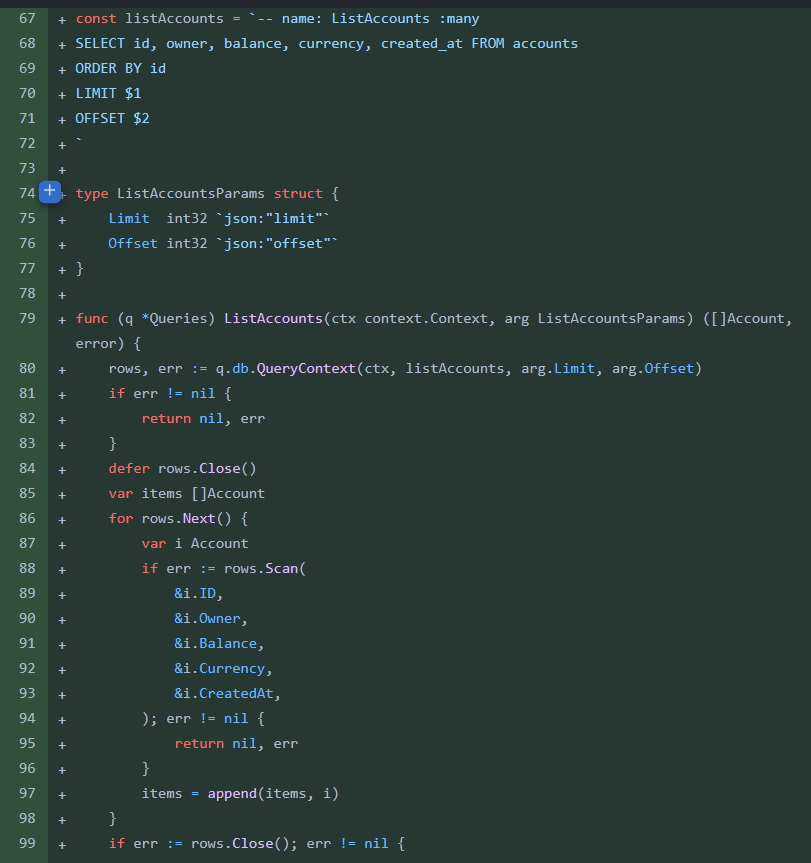 67 + const listAccounts = `-- name: ListAccounts :many
68 + SELECT id, owner, balance, currency, created_at FROM accounts
69 + ORDER BY id
70 + LIMIT $1
71 + OFFSET $2
72 + `
73 +
74 + type ListAccountsParams struct {
75 +     Limit  int32 `json:"limit"`
76 +     Offset int32 `json:"offset"`
77 + }
78 +
79 + func (q *Queries) ListAccounts(ctx context.Context, arg ListAccountsParams) ([]Account,
error) {
80 +     rows, err := q.db.QueryContext(ctx, listAccounts, arg.Limit, arg.Offset)
81 +     if err != nil {
82 +         return nil, err
83 +     }
84 +     defer rows.Close()
85 +     var items []Account
86 +     for rows.Next() {
87 +         var i Account
88 +         if err := rows.Scan(
89 +             &i.ID,
90 +             &i.Owner,
91 +             &i.Balance,
92 +             &i.Currency,
93 +             &i.CreatedAt,
94 +         ); err != nil {
95 +             return nil, err
96 +         }
97 +         items = append(items, i)
98 +     }
99 +     if err := rows.Close(); err != nil {